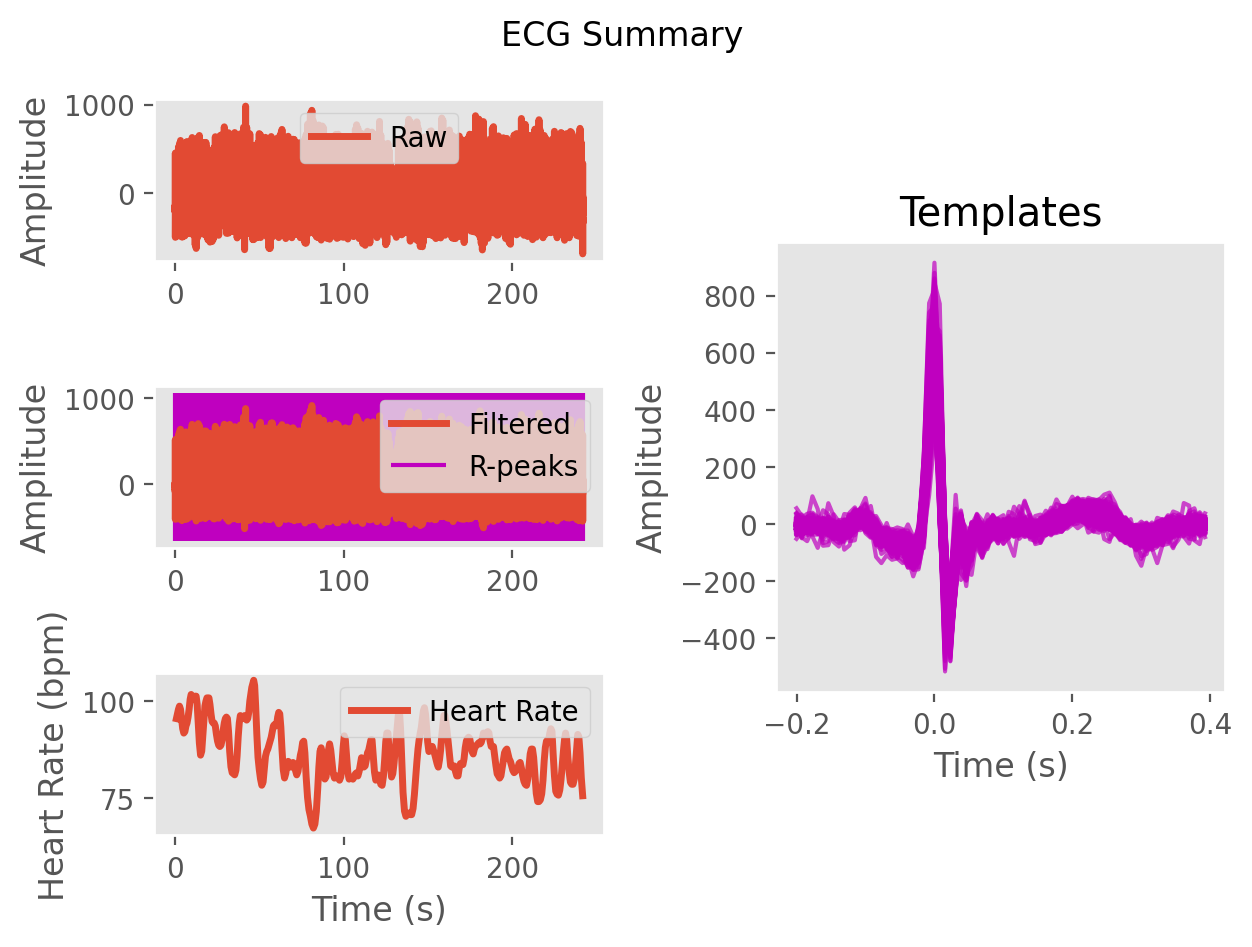 ECG Summary
Amplitude
1000
0
Raw
0 100 200
Amplitude
1000
0
Filtered
R-peaks
0 100 200
Heart Rate (bpm)
100
75
Heart Rate
0 100 200
Time (s)
Templates
Amplitude
800
600
400
200
0
−200
−400
−0.2 0.0 0.2 0.4
Time (s)